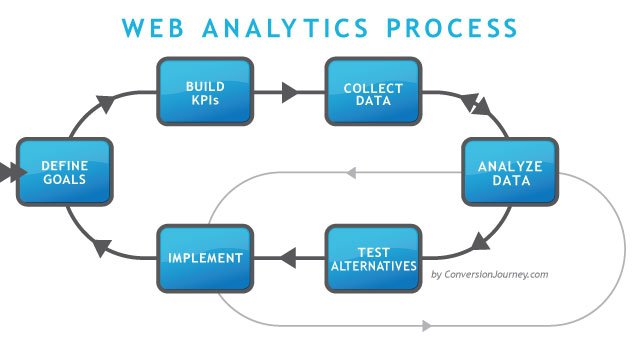 WEB ANALYTICS PROCESS
BUILD
KPIs
COLLECT
DATA
DEFINE
GOALS
ANALYZE
DATA
IMPLEMENT
TEST
ALTERNATIVES
by ConversionJourney.com